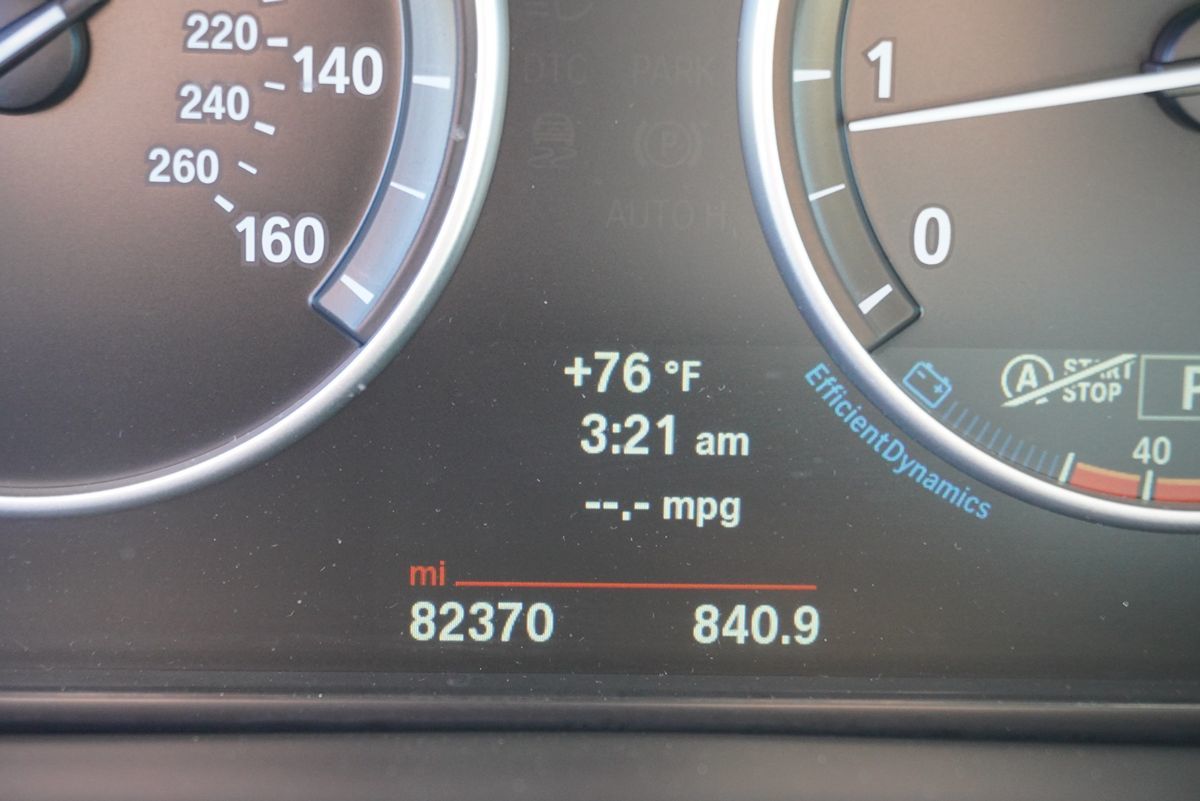 220
140
240
260
160
DTC PARK
P
AUTO H
1
0
+76 °F
3:21 am
--.- mpg
EfficientDynamics
A START STOP
P
40
mi
82370 840.9